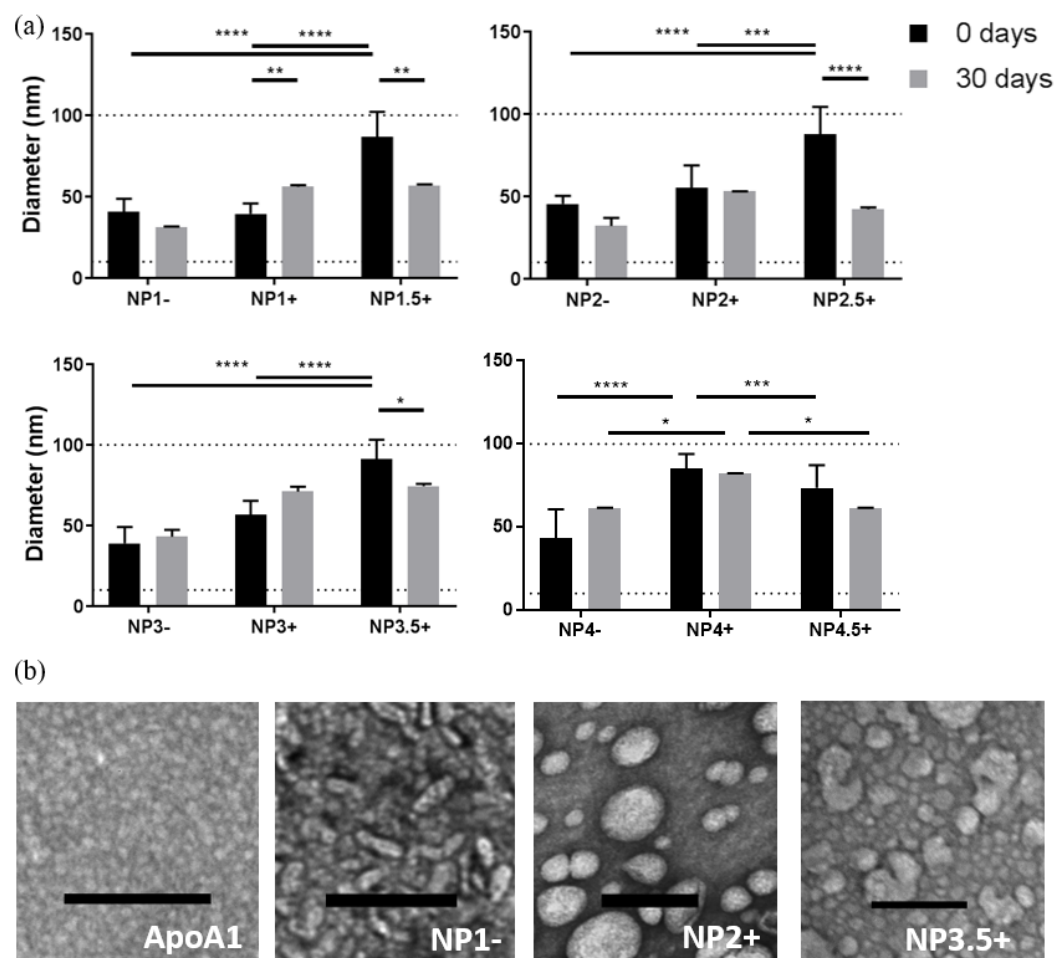 (a)
**** ****
** **
Diameter (nm)
150
100
50
0
NP1- NP1+ NP1.5+
**** ***
****
150
100
50
0
NP2- NP2+ NP2.5+
0 days
30 days
**** ****
*
Diameter (nm)
150
100
50
0
NP3- NP3+ NP3.5+
**** ***
* *
150
100
50
0
NP4- NP4+ NP4.5+
(b)
ApoA1
NP1-
NP2+
NP3.5+